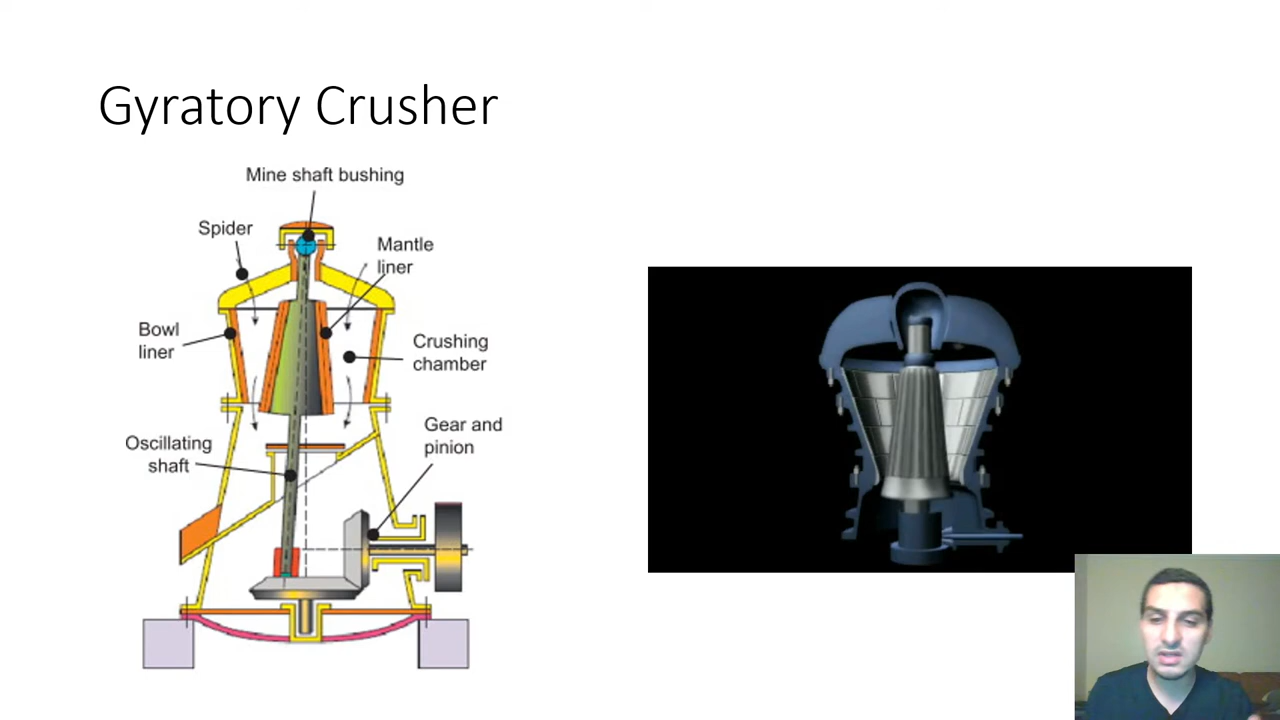 Gyratory Crusher
Mine shaft bushing
Spider
Mantle
liner
Bowl
liner
Crushing
chamber
Gear and
pinion
Oscillating
shaft